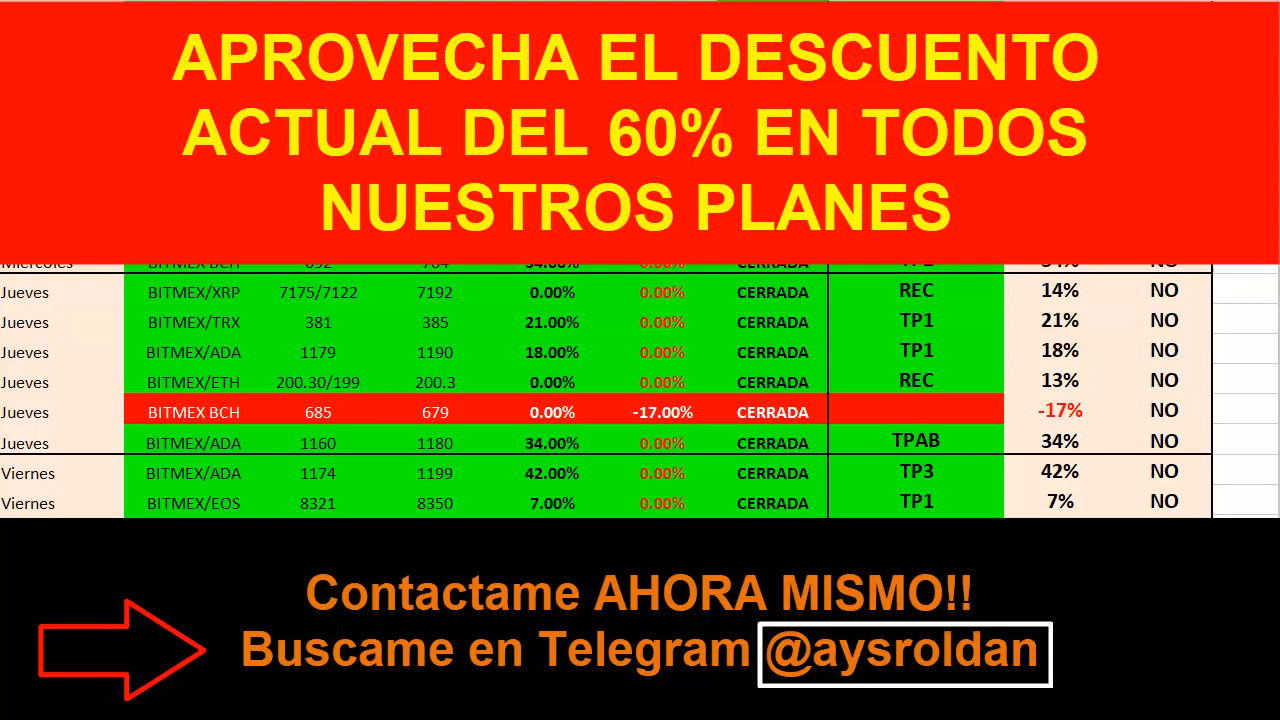 APROVECHA EL DESCUENTO
ACTUAL DEL 60% EN TODOS
NUESTROS PLANES
Jueves BITMEX/XRP 7175/7122 7192 0.00% 0.00% CERRADA REC 14% NO
Jueves BITMEX/TRX 381 385 21.00% 0.00% CERRADA TP1 21% NO
Jueves BITMEX/ADA 1179 1190 18.00% 0.00% CERRADA TP1 18% NO
Jueves BITMEX/ETH 200.30/199 200.3 0.00% 0.00% CERRADA REC 13% NO
Jueves BITMEX BCH 685 679 0.00% -17.00% CERRADA -17% NO
Jueves BITMEX/ADA 1160 1180 34.00% 0.00% CERRADA TPAB 34% NO
Viernes BITMEX/ADA 1174 1199 42.00% 0.00% CERRADA TP3 42% NO
Viernes BITMEX/EOS 8321 8350 7.00% 0.00% CERRADA TP1 7% NO
Contactame AHORA MISMO!!
Buscame en Telegram @aysroldan